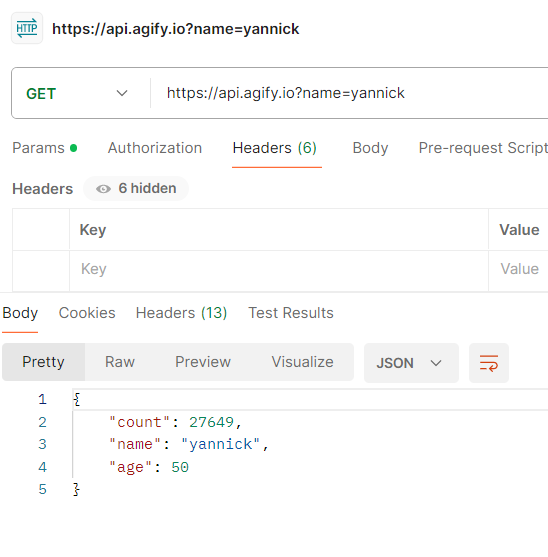 HTTP https://api.agify.io?name=yannick
GET https://api.agify.io?name=yannick
Params Authorization Headers (6) Body Pre-request Script
Headers 6 hidden
Key Value
Key Value
Body Cookies Headers (13) Test Results
Pretty Raw Preview Visualize JSON
1 {
2 "count": 27649,
3 "name": "yannick",
4 "age": 50
5 }